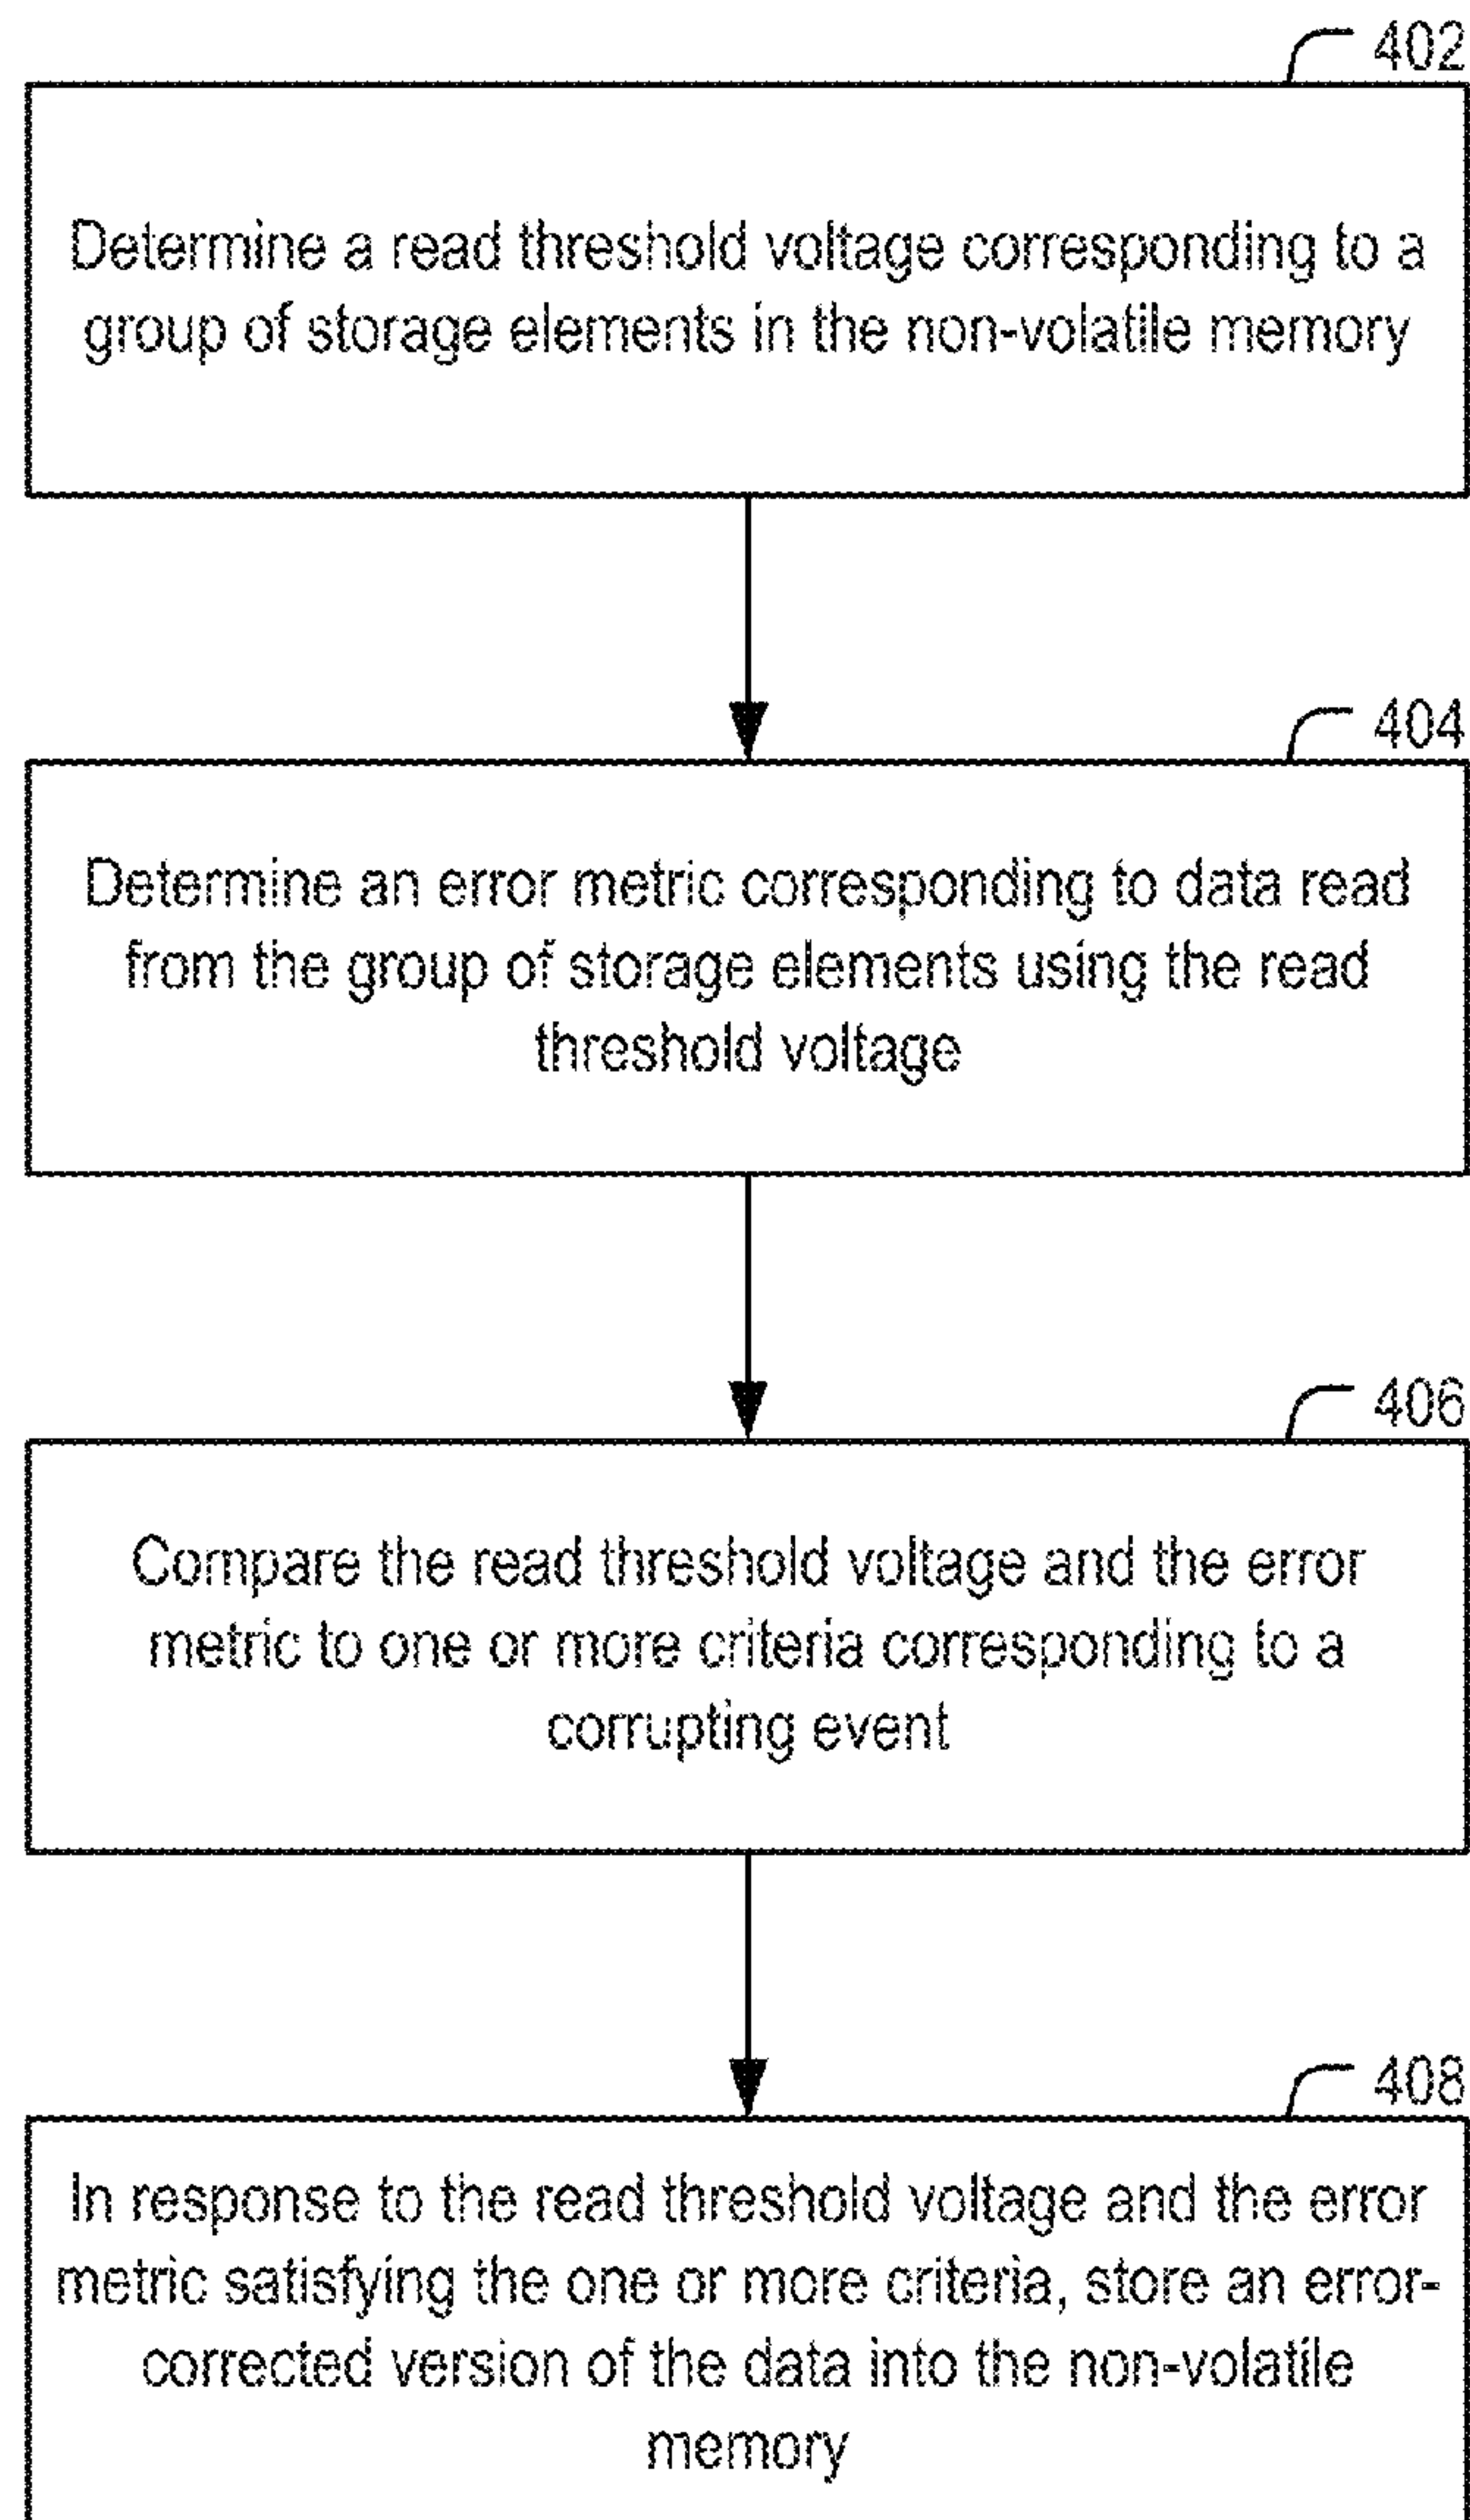 402
Determine a read threshold voltage corresponding to a
group of storage elements in the non-volatile memory
404
Determine an error metric corresponding to data read
from the group of storage elements using the read
threshold voltage
406
Compare the read threshold voltage and the error
metric to one or more criteria corresponding to a
corrupting event
408
In response to the read threshold voltage and the error
metric satisfying the one or more criteria, store an error-
corrected version of the data into the non-volatile
memory